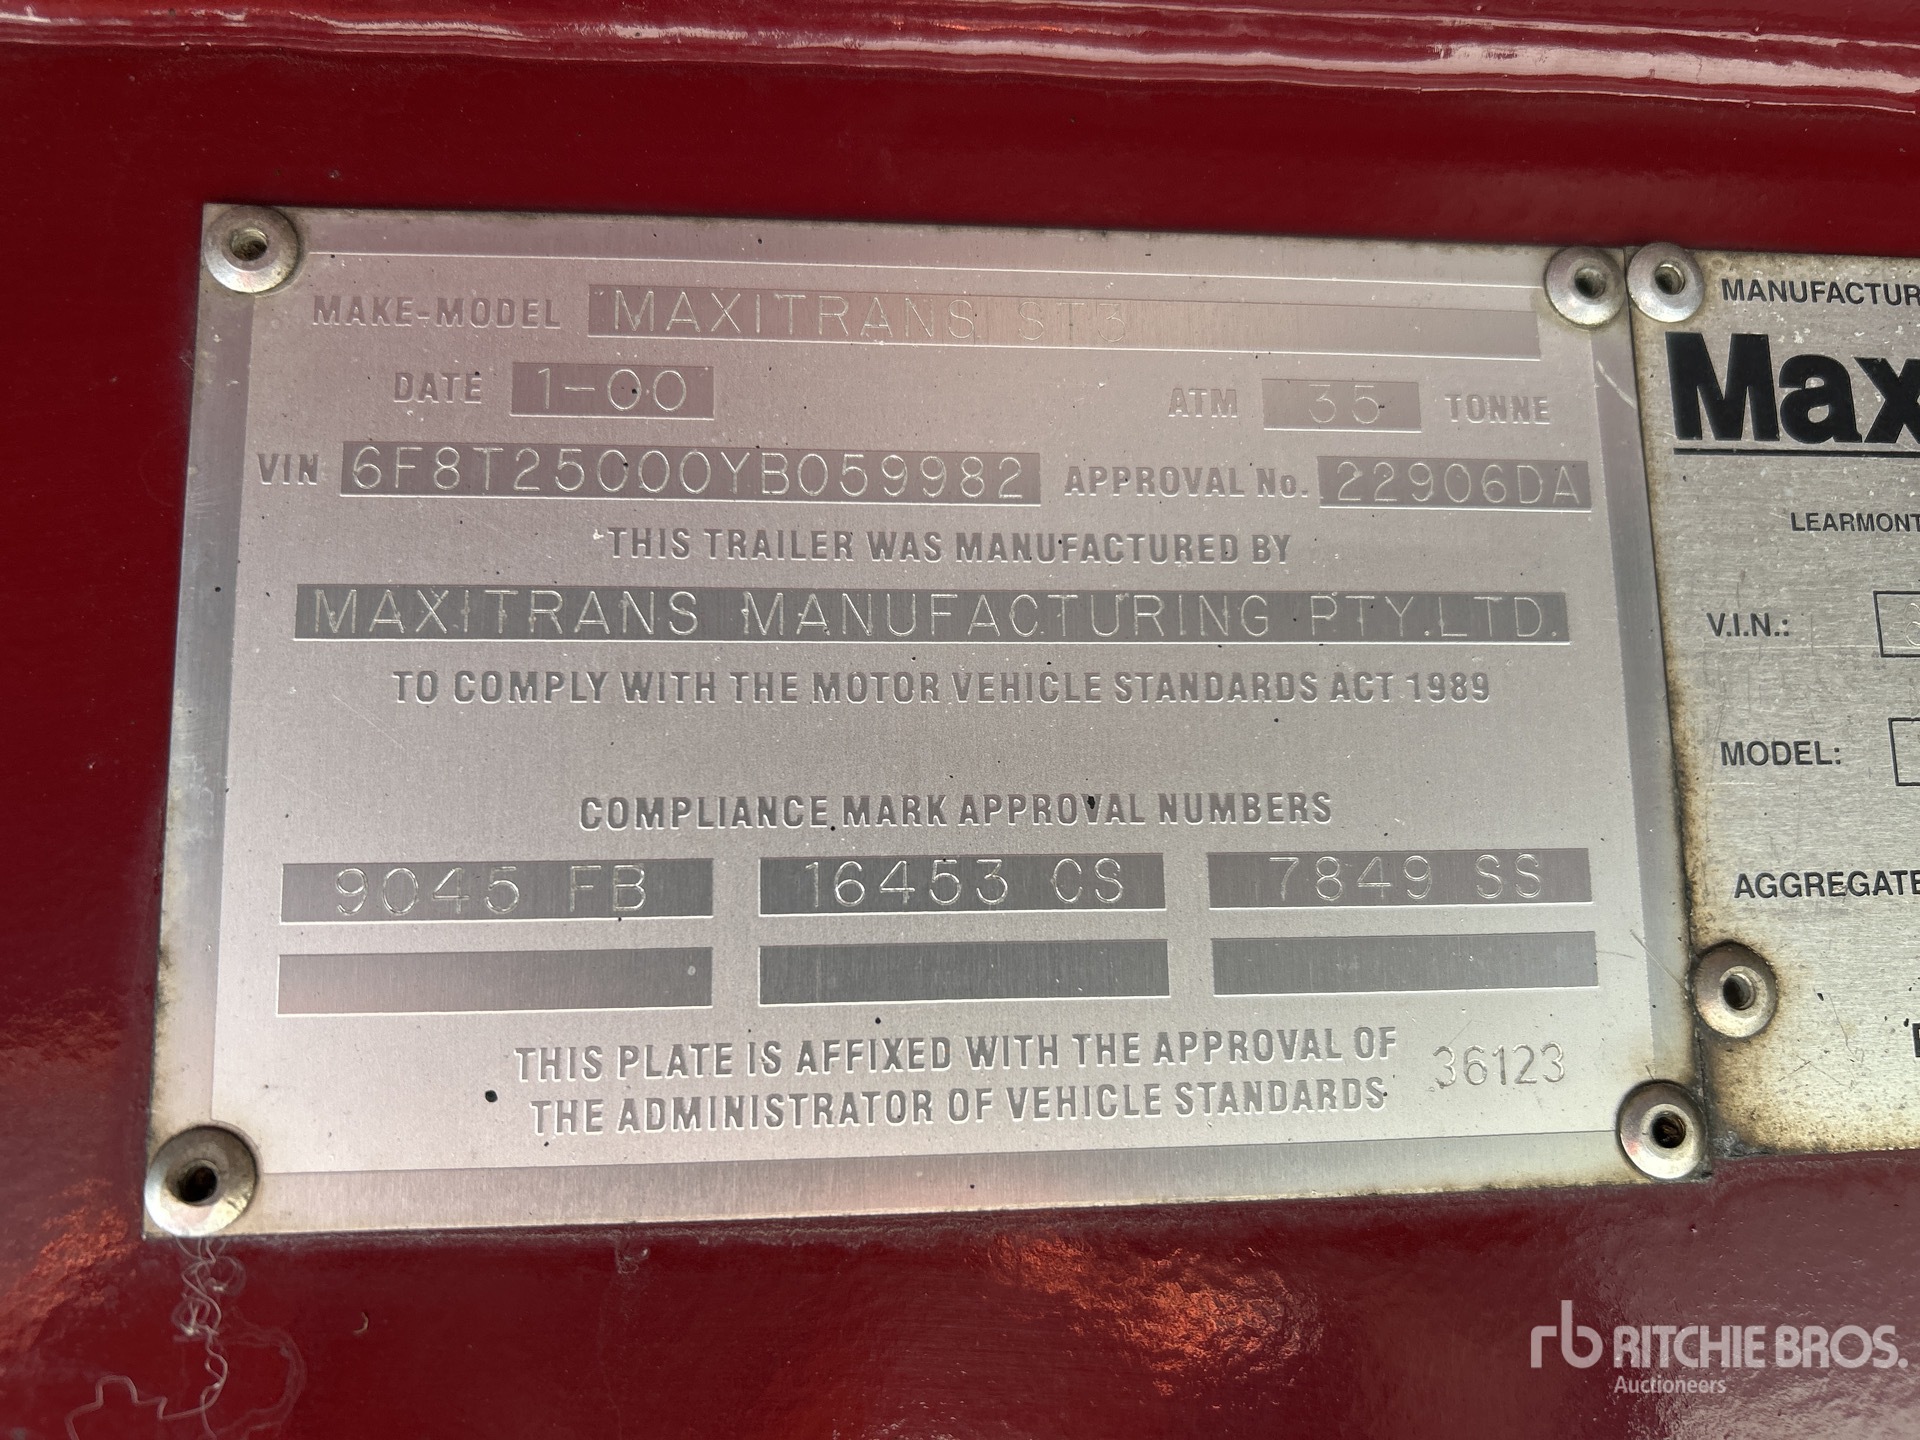 MAKE-MODEL MAXITRANS ST3
DATE 1-00 ATM 35 TONNE
VIN 6F8T25C000YB059982 APPROVAL No. 22906DA
THIS TRAILER WAS MANUFACTURED BY
MAXITRANS MANUFACTURING PTY.LTD.
TO COMPLY WITH THE MOTOR VEHICLE STANDARDS ACT 1989
COMPLIANCE MARK APPROVAL NUMBERS
9045 FB 16453 CS 7849 SS
THIS PLATE IS AFFIXED WITH THE APPROVAL OF
THE ADMINISTRATOR OF VEHICLE STANDARDS 36123
MANUFACTUR
Max
LEARMONT
V.I.N.:
MODEL:
AGGREGATE
rb RITCHIE BROS.
Auctioneers